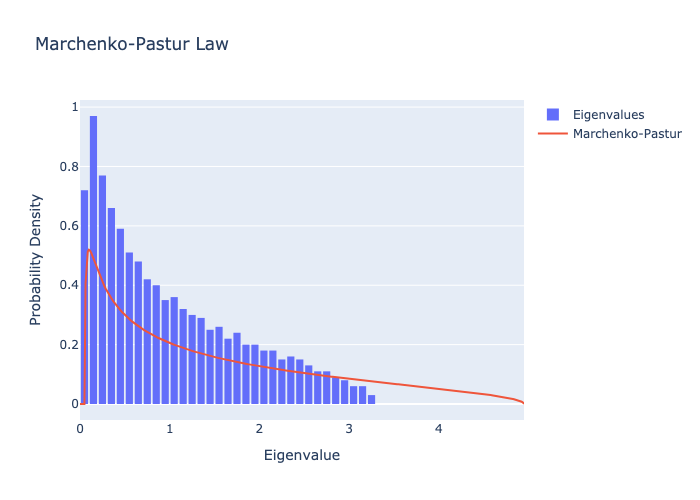 Marchenko-Pastur Law
Eigenvalues
Marchenko-Pastur
1
0.8
0.6
0.4
0.2
0
0
1
2
3
4
Probability Density
Eigenvalue